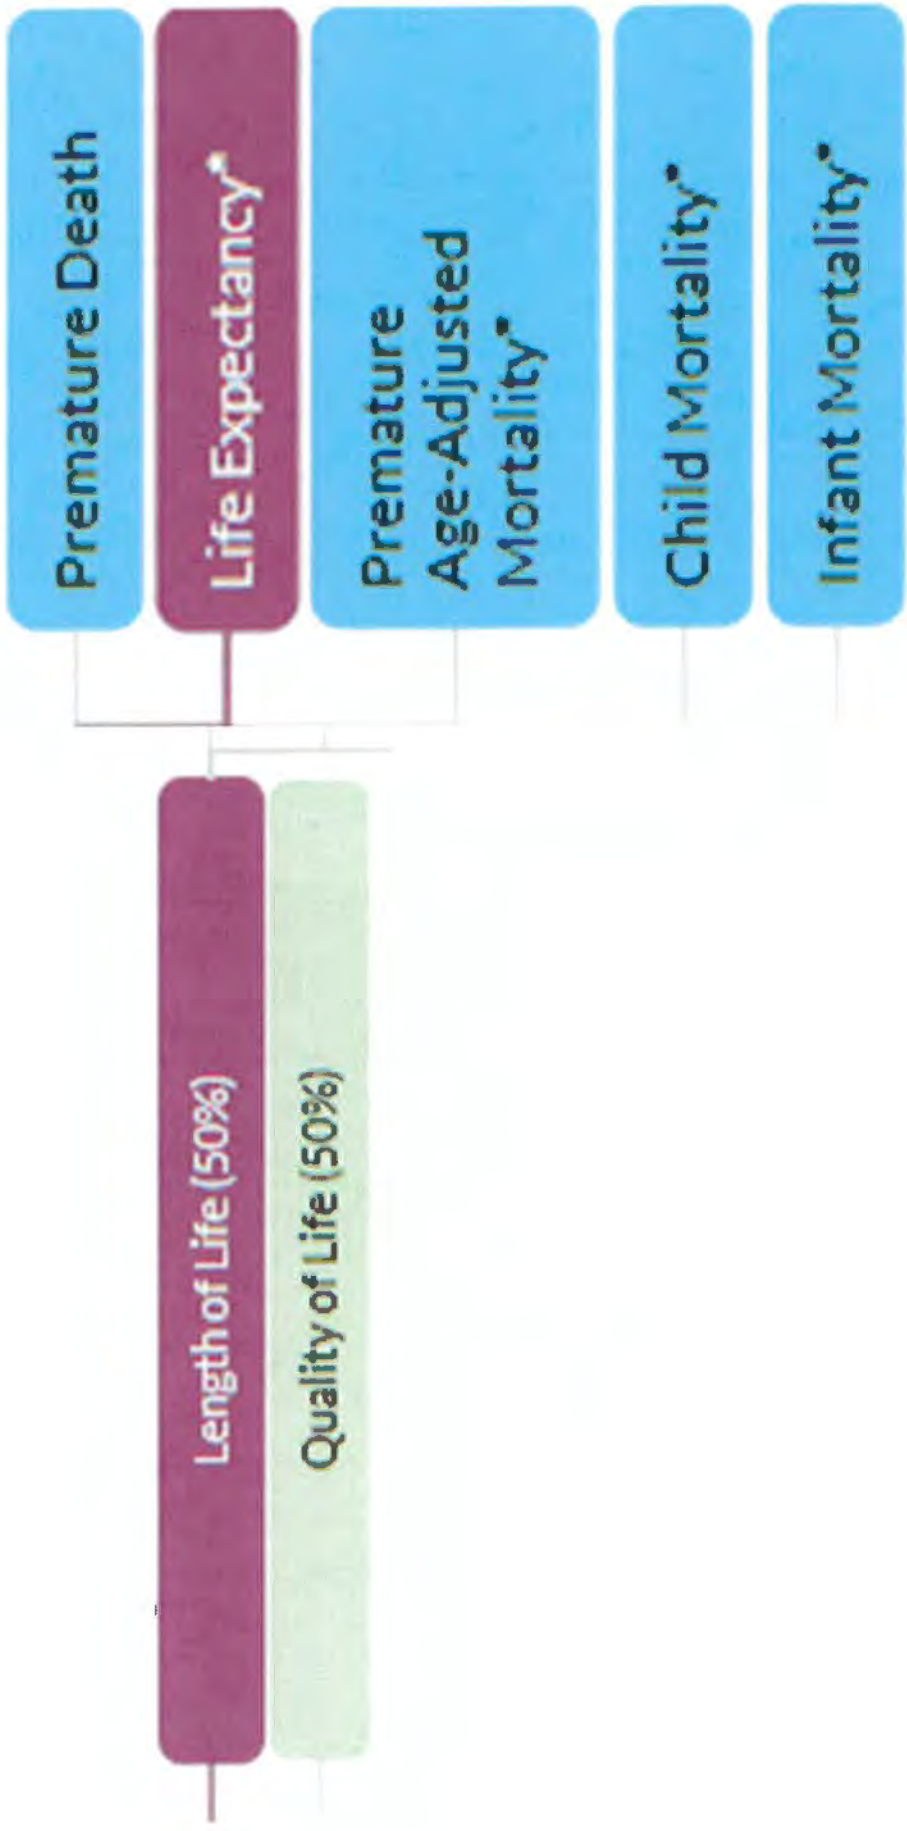 Length of Life (50%)
Quality of Life (50%)
Premature Death
Life Expectancy*
Premature
Age-Adjusted
Mortality*
Child Mortality*
Infant Mortality*